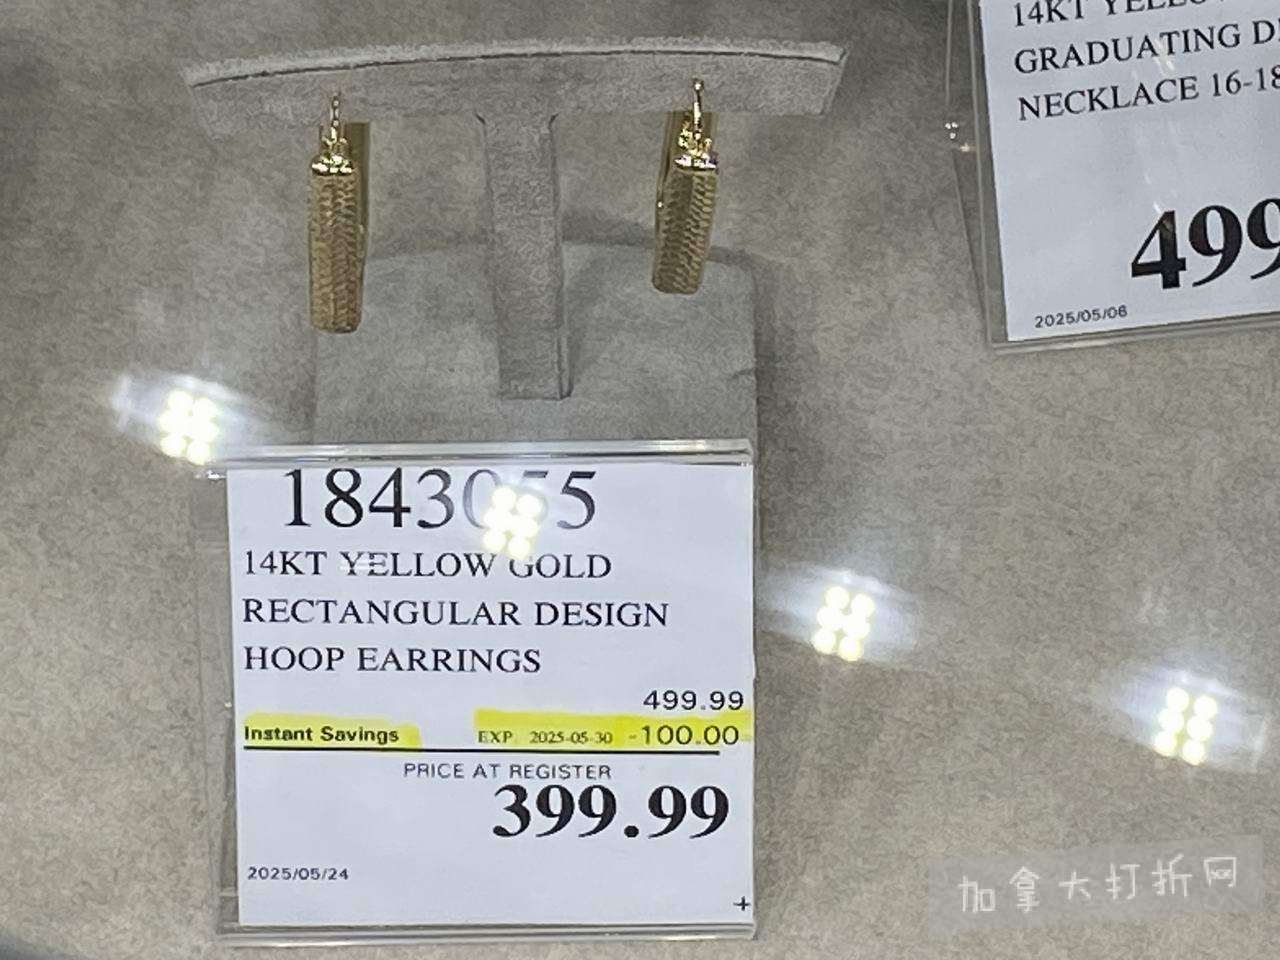 1843055
14KT YELLOW GOLD
RECTANGULAR DESIGN
HOOP EARRINGS
499.99
Instant Savings EXP 2025-05-30 -100.00
PRICE AT REGISTER
399.99
2025/05/24
+
14KT
GRADUATING
NECKLACE 16-18
499
2025/05/06
加拿大打折网